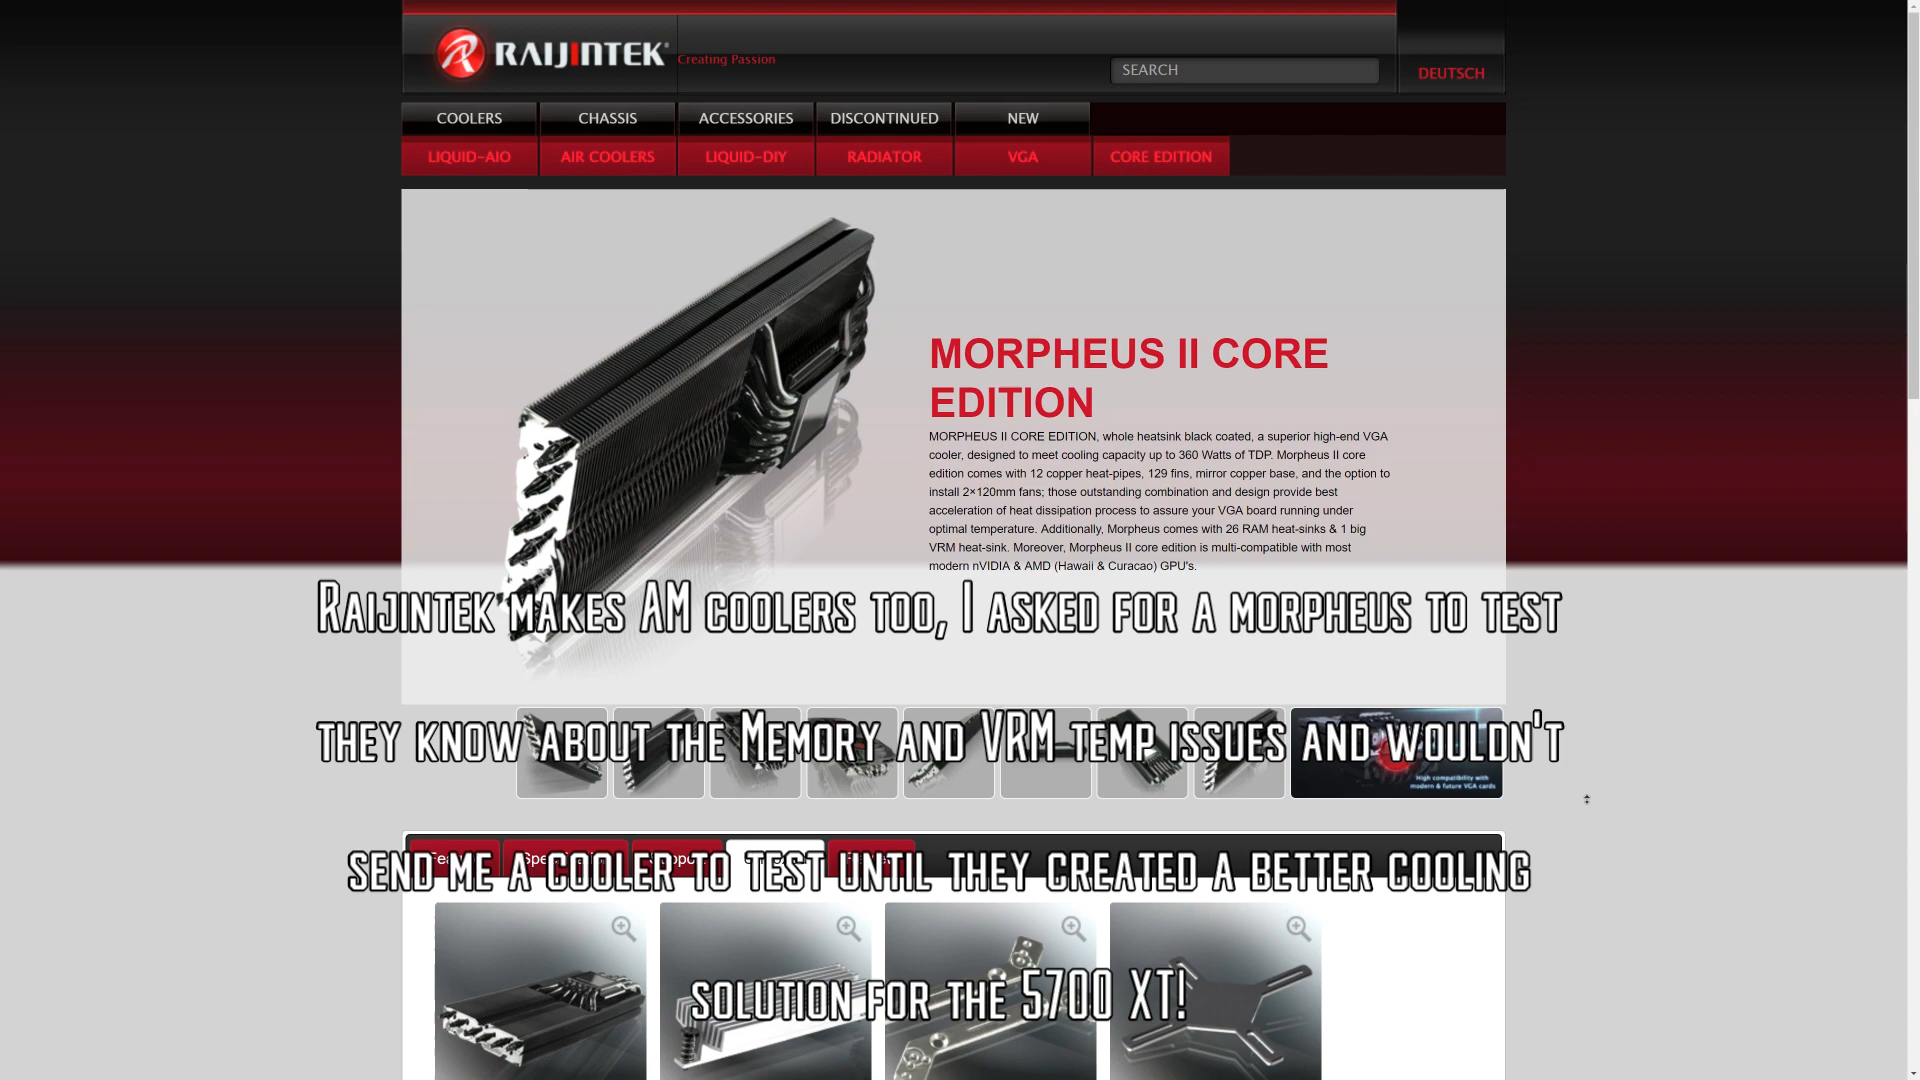 RAIJINTEK
Creating Passion
SEARCH
DEUTSCH
COOLERS
CHASSIS
ACCESSORIES
DISCONTINUED
NEW
LIQUID-AIO
AIR COOLERS
LIQUID-DIY
RADIATOR
VGA
CORE EDITION
MORPHEUS II CORE
EDITION
MORPHEUS II CORE EDITION, whole heatsink black coated, a superior high-end VGA
cooler, designed to meet cooling capacity up to 360 Watts of TDP. Morpheus II core
edition comes with 12 copper heat-pipes, 129 fins, mirror copper base, and the option to
install 2×120mm fans; those outstanding combination and design provide best
acceleration of heat dissipation process to assure your VGA board running under
optimal temperature. Additionally, Morpheus comes with 26 RAM heat-sinks & 1 big
VRM heat-sink. Moreover, Morpheus II core edition is multi-compatible with most
modern nVIDIA & AMD (Hawaii & Curacao) GPU's.
Raijintek makes AM coolers too, I asked for a morpheus to test
they know about the Memory and VRM temp issues and wouldn't
High compatibility with
modern & future VGA cards
send me a cooler to test until they created a better cooling
solution for the 5700 XT!